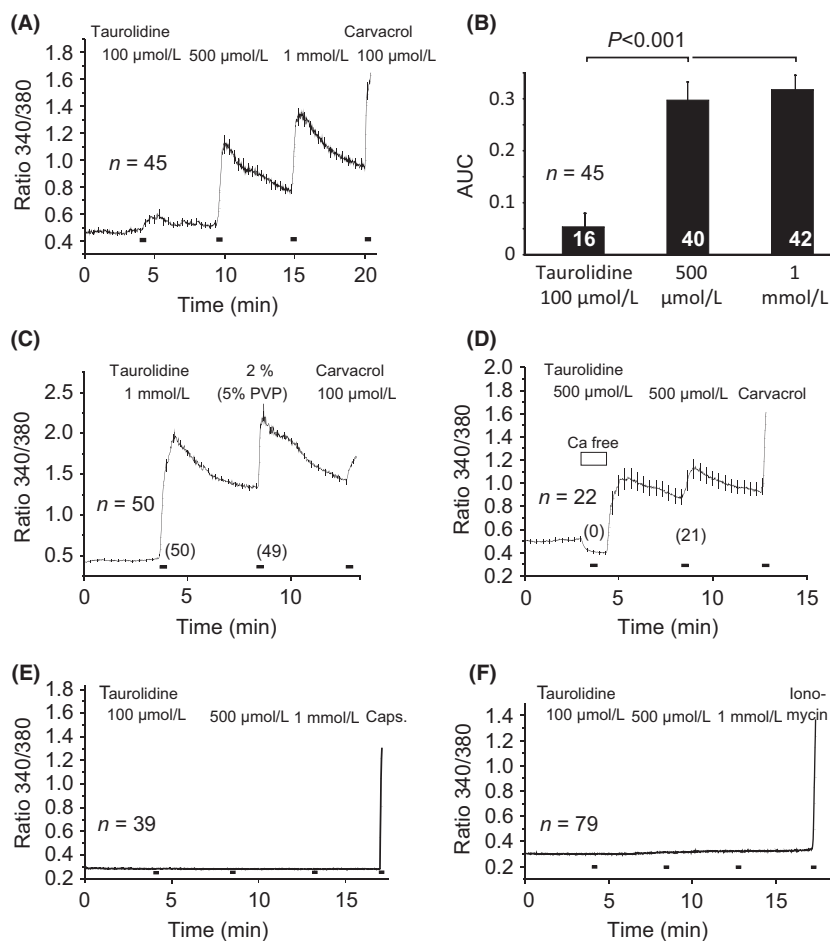 (A)
Taurolidine
100 µmol/L 500 µmol/L 1 mmol/L
Carvacrol
100 µmol/L
1.8
1.6
1.4
1.2
1.0
0.8
0.6
0.4
Ratio 340/380
n = 45
0 5 10 15 20
Time (min)
(B)
P<0.001
0.3
0.2
0.1
0
AUC
n = 45
16 40 42
Taurolidine
100 µmol/L
500
µmol/L
1
mmol/L
(C)
Taurolidine
1 mmol/L
2 %
(5% PVP)
Carvacrol
100 µmol/L
2.5
2.0
1.5
1.0
0.5
Ratio 340/380
n = 50
(50) (49)
0 5 10
Time (min)
(D)
Taurolidine
500 µmol/L 500 µmol/L Carvacrol
2.0
1.8
1.6
1.4
1.2
1.0
0.8
0.6
0.4
0.2
Ratio 340/380
Ca free
n = 22
(0) (21)
0 5 10 15
Time (min)
(E)
Taurolidine
100 µmol/L 500 µmol/L 1 mmol/L Caps.
1.8
1.6
1.4
1.2
1.0
0.8
0.6
0.4
0.2
Ratio 340/380
n = 39
0 5 10 15
Time (min)
(F)
Taurolidine
100 µmol/L 500 µmol/L 1 mmol/L
Iono-
mycin
1.8
1.6
1.4
1.2
1.0
0.8
0.6
0.4
0.2
Ratio 340/380
n = 79
0 5 10 15
Time (min)